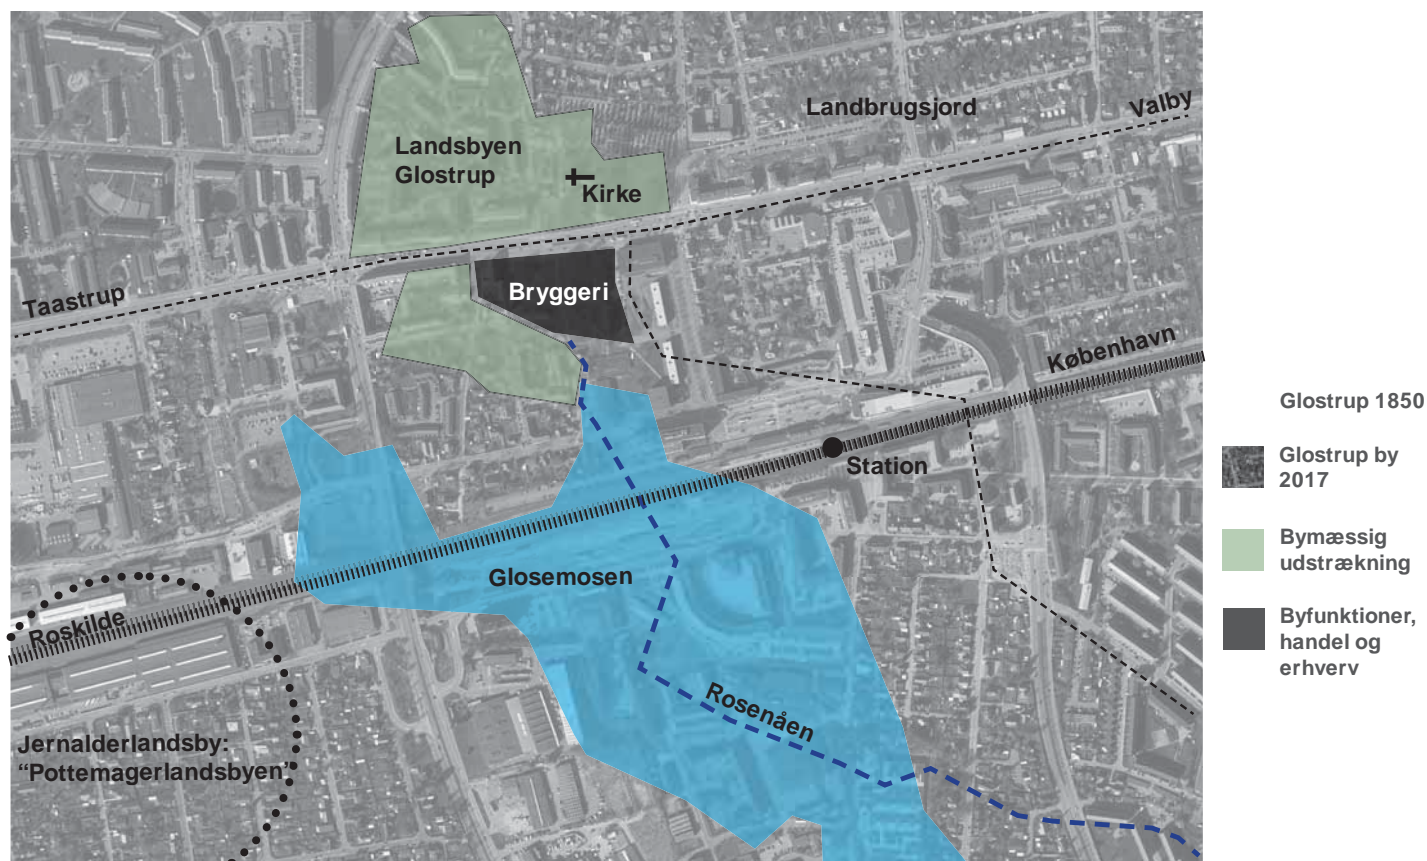 Landbrugsjord
Valby
Landsbyen
Glostrup
Kirke
Taastrup
Bryggeri
København
Station
Glosemosen
Roskilde
Rosenåen
Jernalderlandsby:
“Pottemagerlandsbyen”
Glostrup 1850
Glostrup by
2017
Bymæssig
udstrækning
Byfunktioner,
handel og
erhverv